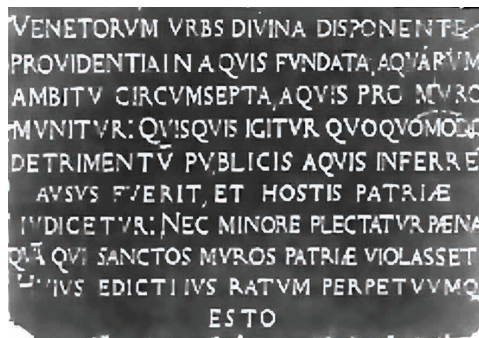 VENETORVM VRBS DIVINA DISPONENTE
PROVIDENTIA IN AQVIS FVNDATA, AQVARVM
AMBITV CIRCVMSEPTA, AQVIS PRO MVRO
MVNITVR: QVISQVIS IGITVR QVOQVOMODO
DETRIMENTV̄ PVBLICIS AQVIS INFERRE
AVSVS FVERIT, ET HOSTIS PATRIÆ
IVDICETVR: NEC MINORE PLECTATVR PÆNA
QVĀ QVI SANCTOS MVROS PATRIÆ VIOLASSET
EDICTI IVS RATVM PERPETVVMQ
ESTO